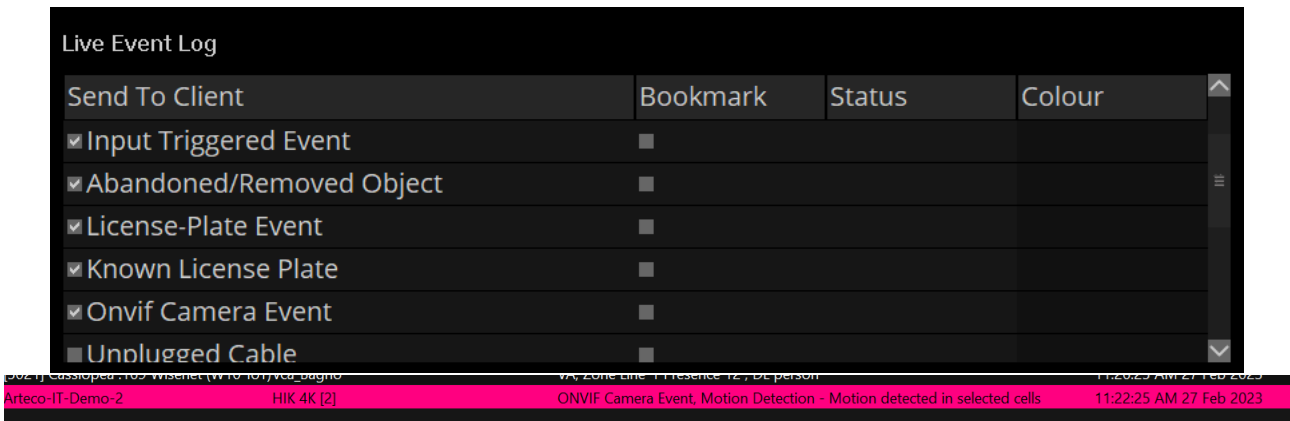 Live Event Log
Send To Client Bookmark Status Colour
Input Triggered Event
Abandoned/Removed Object
License-Plate Event
Known License Plate
Onvif Camera Event
Unplugged Cable
Arteco-IT-Demo-2 HIK 4K [2] ONVIF Camera Event, Motion Detection - Motion detected in selected cells 11:22:25 AM 27 Feb 2023